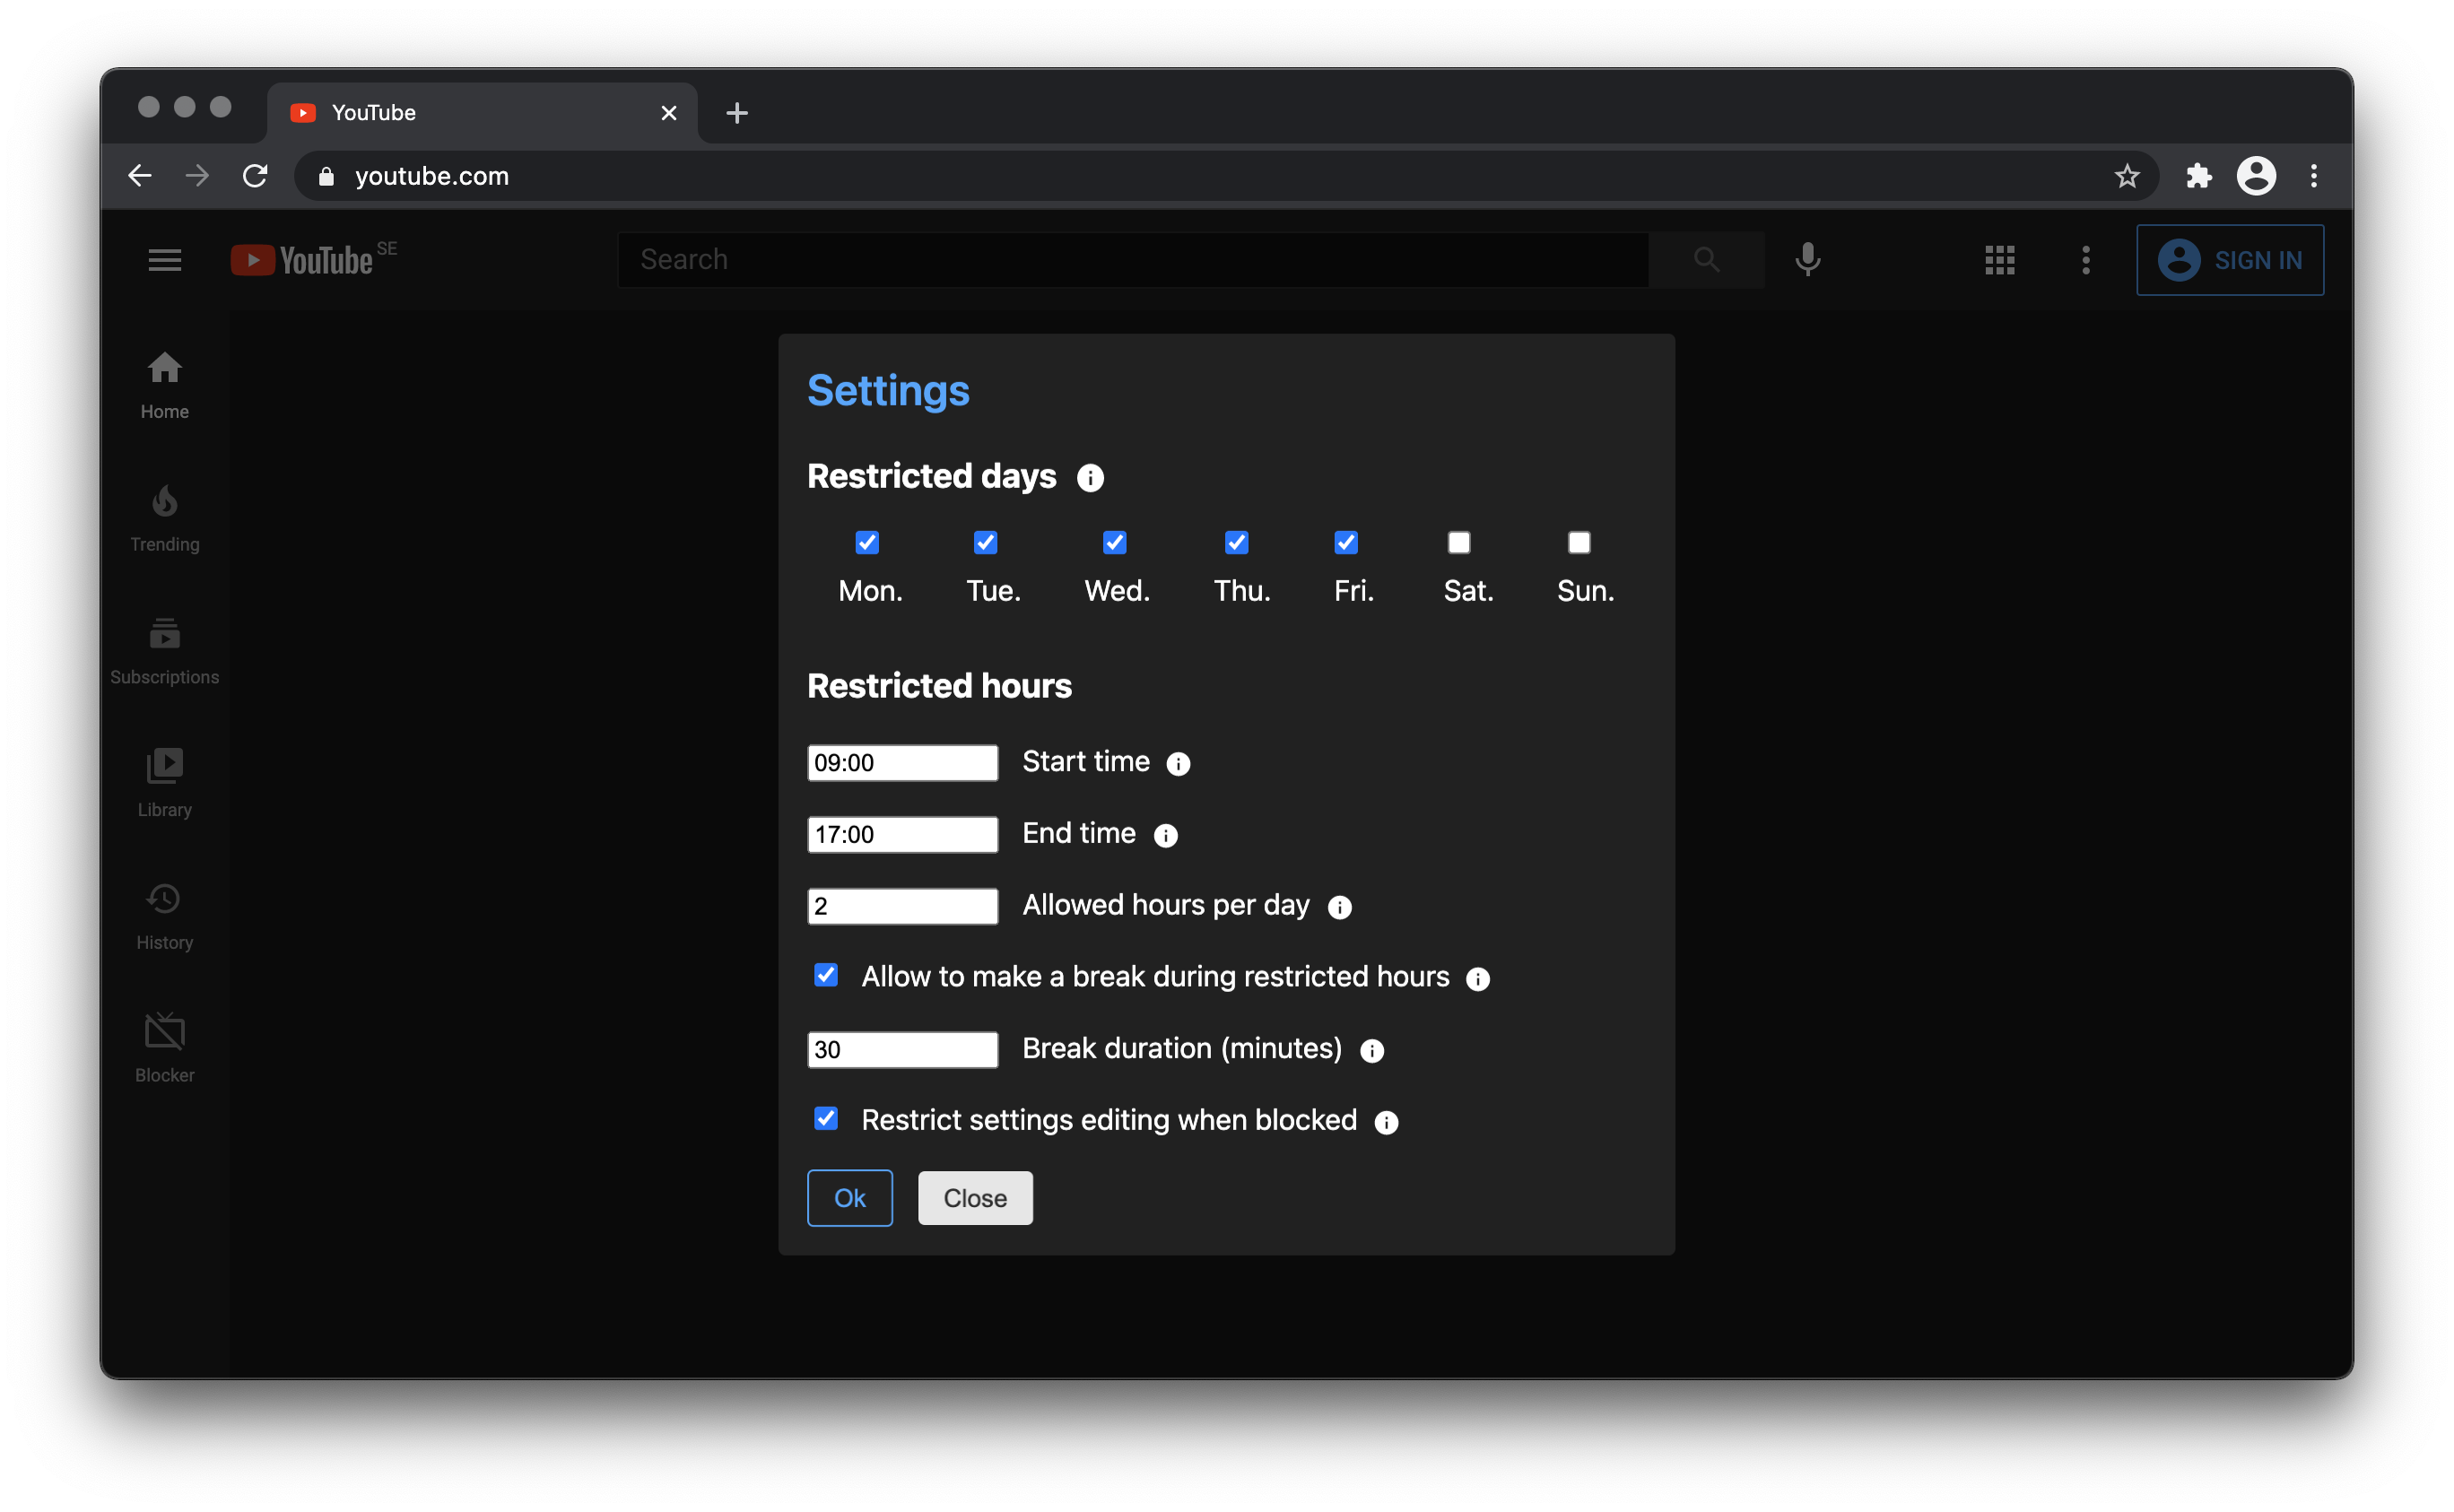 YouTube
youtube.com
YouTube SE
Search
SIGN IN
Home
Trending
Subscriptions
Library
History
Blocker
Settings
Restricted days
Mon. Tue. Wed. Thu. Fri. Sat. Sun.
Restricted hours
09:00 Start time
17:00 End time
2 Allowed hours per day
Allow to make a break during restricted hours
30 Break duration (minutes)
Restrict settings editing when blocked
Ok Close